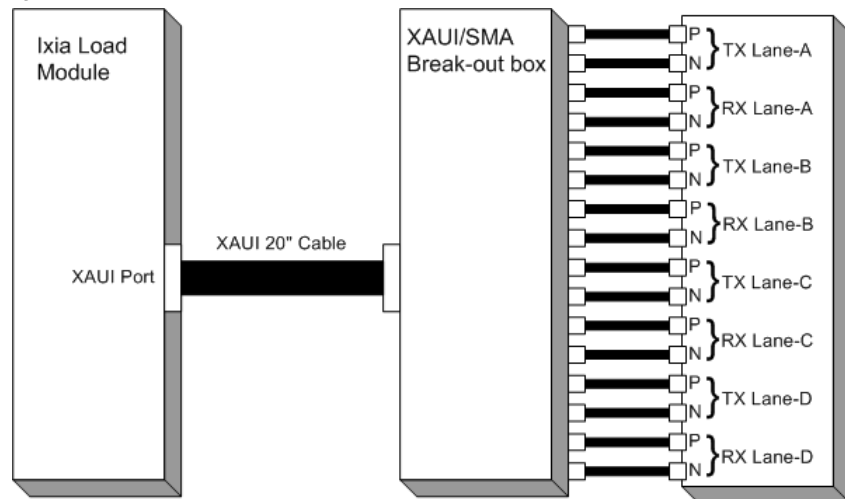 Ixia Load
Module
XAUI/SMA
Break-out box
XAUI Port
XAUI 20" Cable
P
N
TX Lane-A
P
N
RX Lane-A
P
N
TX Lane-B
P
N
RX Lane-B
P
N
TX Lane-C
P
N
RX Lane-C
P
N
TX Lane-D
P
N
RX Lane-D